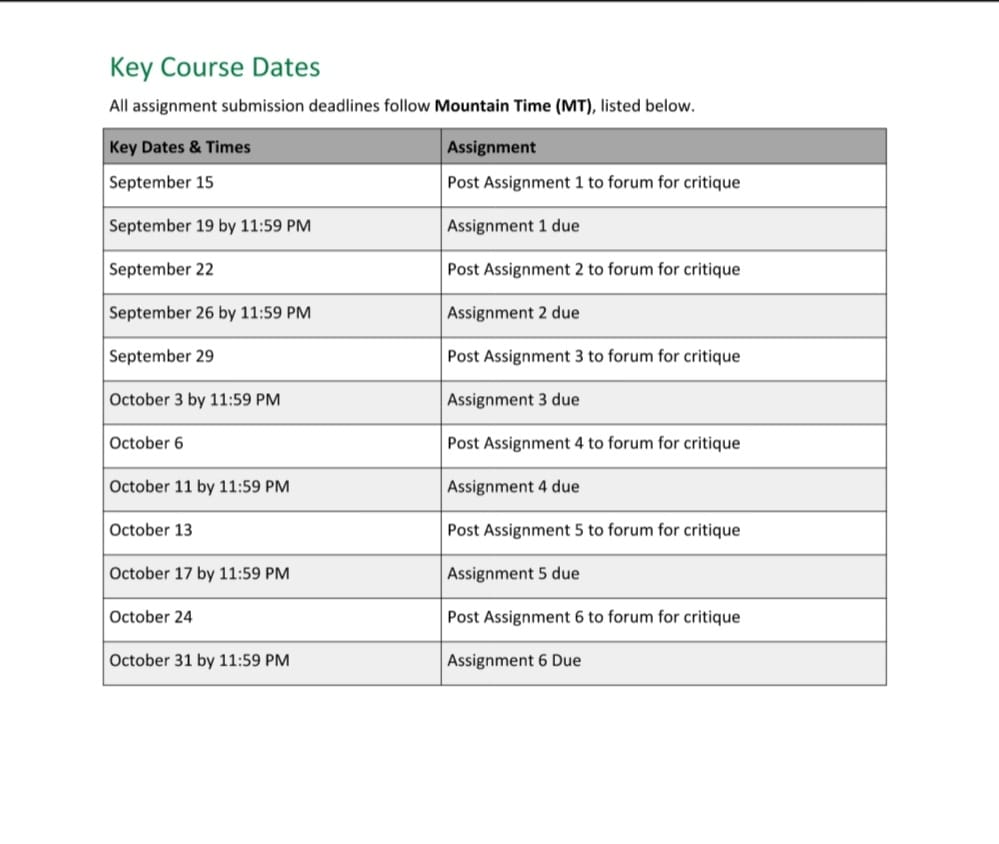 Key Course Dates
All assignment submission deadlines follow Mountain Time (MT), listed below.
Key Dates & Times Assignment
September 15 Post Assignment 1 to forum for critique
September 19 by 11:59 PM Assignment 1 due
September 22 Post Assignment 2 to forum for critique
September 26 by 11:59 PM Assignment 2 due
September 29 Post Assignment 3 to forum for critique
October 3 by 11:59 PM Assignment 3 due
October 6 Post Assignment 4 to forum for critique
October 11 by 11:59 PM Assignment 4 due
October 13 Post Assignment 5 to forum for critique
October 17 by 11:59 PM Assignment 5 due
October 24 Post Assignment 6 to forum for critique
October 31 by 11:59 PM Assignment 6 Due